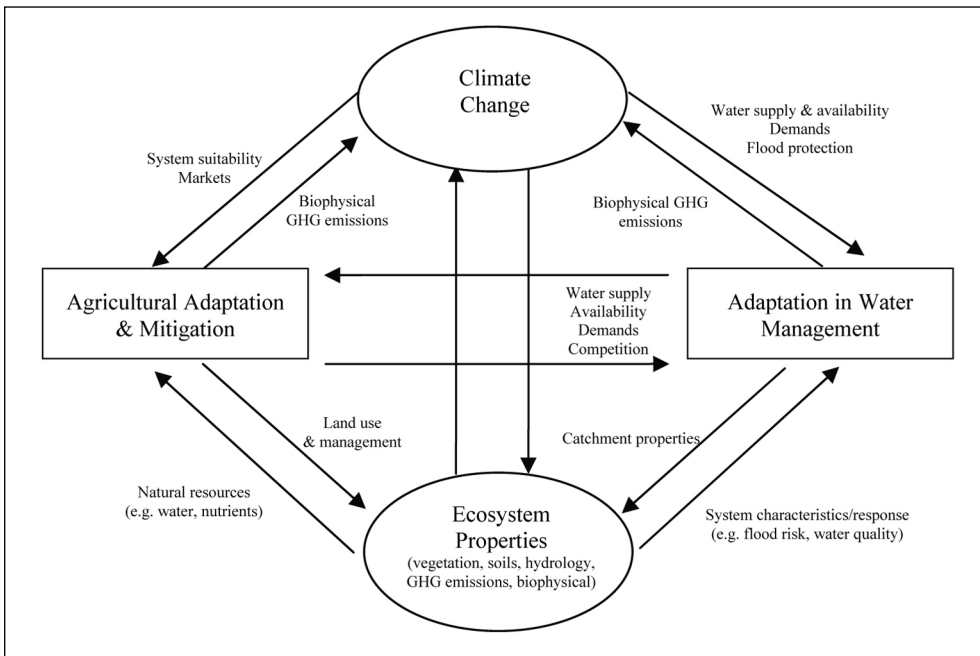 Climate
Change
Water supply & availability
Demands
Flood protection
System suitability
Markets
Biophysical
GHG emissions
Biophysical GHG
emissions
Agricultural Adaptation
& Mitigation
Water supply
Availability
Demands
Competition
Adaptation in Water
Management
Land use
& management
Catchment properties
Natural resources
(e.g. water, nutrients)
Ecosystem
Properties
(vegetation, soils, hydrology,
GHG emissions, biophysical)
System characteristics/response
(e.g. flood risk, water quality)